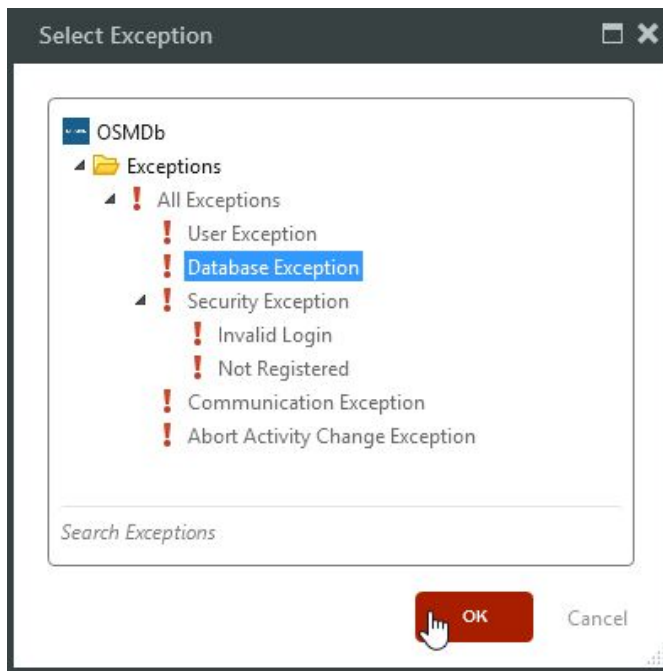 Select Exception
OSMDb
Exceptions
All Exceptions
User Exception
Database Exception
Security Exception
Invalid Login
Not Registered
Communication Exception
Abort Activity Change Exception
Search Exceptions
OK Cancel